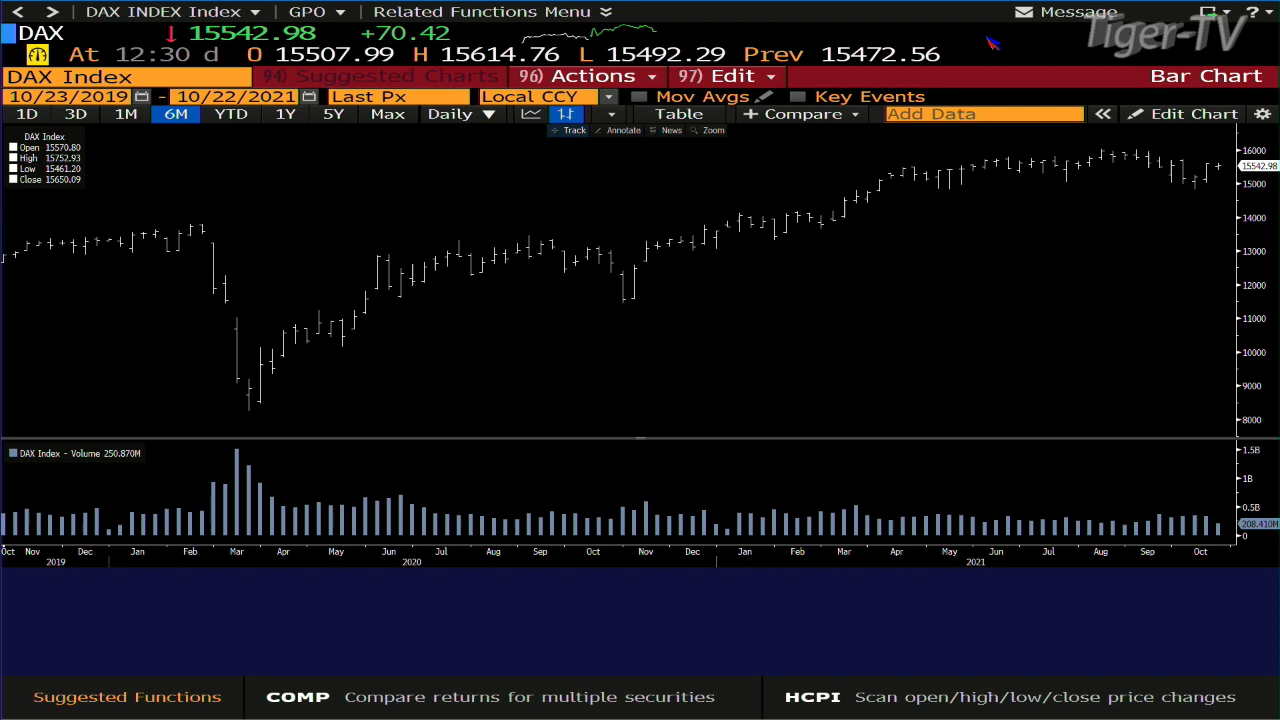 < > DAX INDEX Index GPO Related Functions Menu Message ?
DAX 15542.98 +70.42
At 12:30 d O 15507.99 H 15614.76 L 15492.29 Prev 15472.56
Tiger-TV
DAX Index 94) Suggested Charts 96) Actions 97) Edit Bar Chart
10/23/2019 - 10/22/2021 Last Px Local CCY Mov Avgs Key Events
1D 3D 1M 6M YTD 1Y 5Y Max Daily Table + Compare Add Data « Edit Chart
Track Annotate News Zoom
DAX Index
Open 15570.80
High 15752.93
Low 15461.20
Close 15650.09
16000
15542.98
15000
14000
13000
12000
11000
10000
9000
8000
DAX Index - Volume 250.870M
1.5B
1B
0.5B
208.410M
0
Oct Nov Dec Jan Feb Mar Apr May Jun Jul Aug Sep Oct Nov Dec Jan Feb Mar Apr May Jun Jul Aug Sep Oct
2019 2020 2021
Suggested Functions COMP Compare returns for multiple securities HCPI Scan open/high/low/close price changes